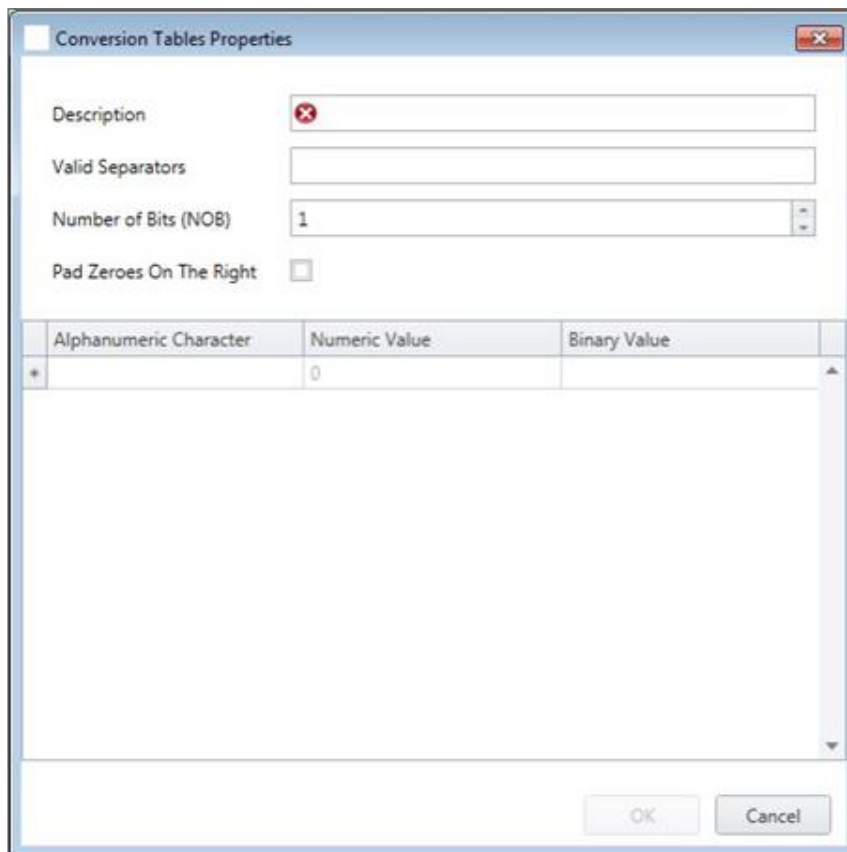 Conversion Tables Properties
Description
Valid Separators
Number of Bits (NOB) 1
Pad Zeroes On The Right
Alphanumeric Character Numeric Value Binary Value
* 0
OK Cancel